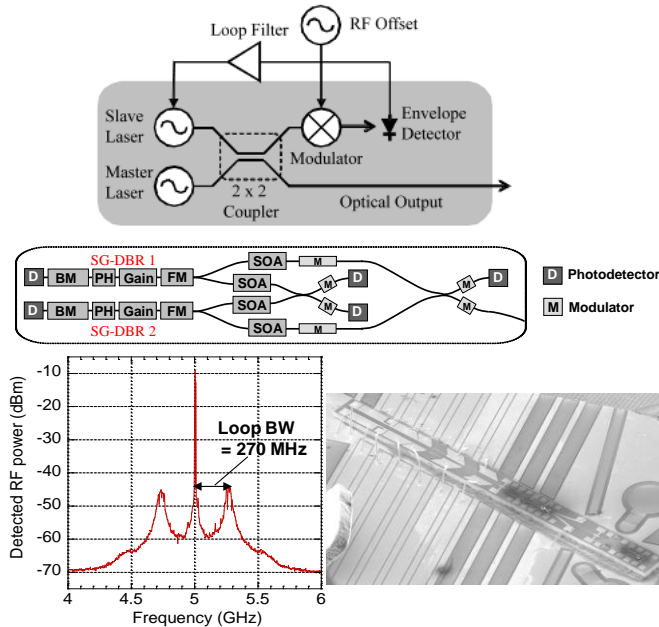 Loop Filter
RF Offset
Slave
Laser
Envelope
Detector
Modulator
Master
Laser
2 x 2
Coupler
Optical Output
SG-DBR 1
D BM PH Gain FM
SOA M
SOA M D
D
SOA M D
D BM PH Gain FM
SOA M
M
M
SG-DBR 2
D Photodetector
M Modulator
Detected RF power (dBm)
-10
-20
-30
-40
-50
-60
-70
Loop BW
= 270 MHz
4 4.5 5 5.5 6
Frequency (GHz)